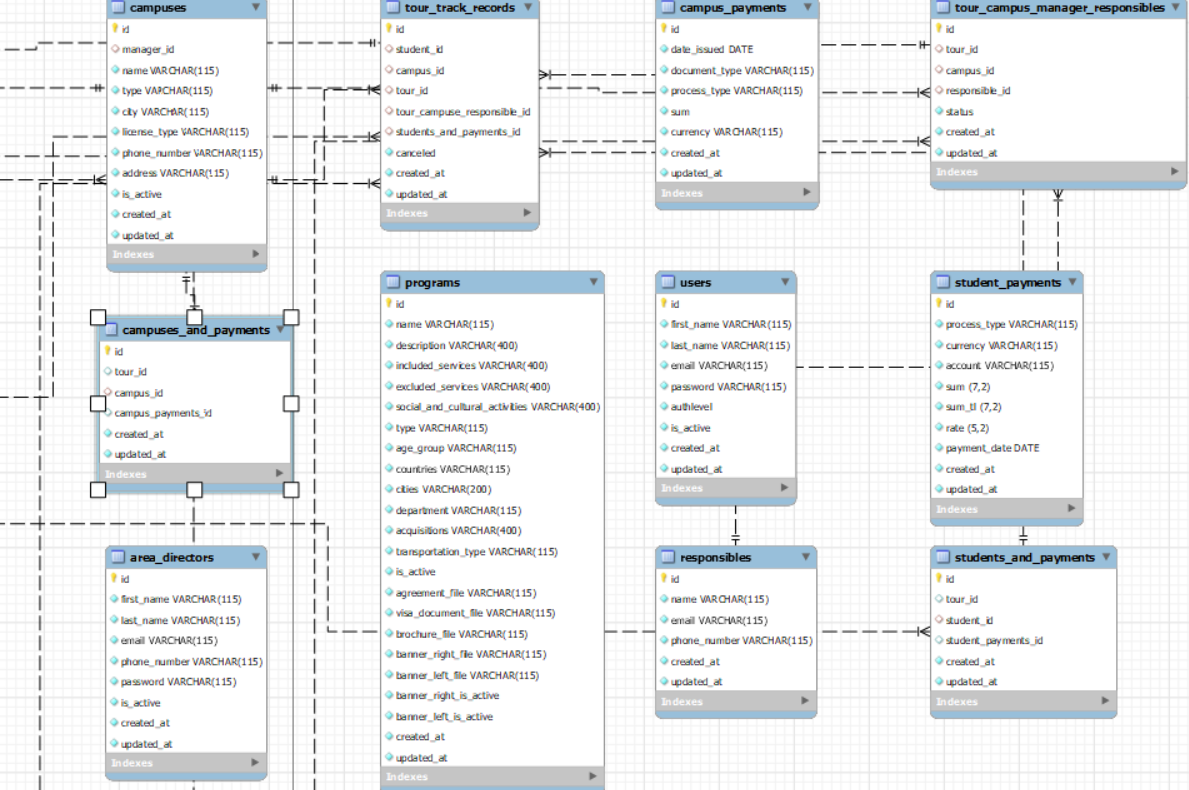 campuses
id
manager_id
name VARCHAR(115)
type VARCHAR(115)
city VARCHAR(115)
license_type VARCHAR(115)
phone_number VARCHAR(115)
address VARCHAR(115)
is_active
created_at
updated_at
Indexes
tour_track_records
id
student_id
campus_id
tour_id
tour_campuse_responsible_id
students_and_payments_id
canceled
created_at
updated_at
Indexes
campus_payments
id
date_issued DATE
document_type VARCHAR(115)
process_type VARCHAR(115)
sum
currency VARCHAR(115)
created_at
updated_at
Indexes
tour_campus_manager_responsibles
id
tour_id
campus_id
responsible_id
status
created_at
updated_at
Indexes
campuses_and_payments
id
tour_id
campus_id
campus_payments_id
created_at
updated_at
Indexes
programs
id
name VARCHAR(115)
description VARCHAR(400)
included_services VARCHAR(400)
excluded_services VARCHAR(400)
social_and_cultural_activities VARCHAR(400)
type VARCHAR(115)
age_group VARCHAR(115)
countries VARCHAR(115)
cities VARCHAR(200)
department VARCHAR(115)
acquisitions VARCHAR(400)
transportation_type VARCHAR(115)
is_active
agreement_file VARCHAR(115)
visa_document_file VARCHAR(115)
brochure_file VARCHAR(115)
banner_right_file VARCHAR(115)
banner_left_file VARCHAR(115)
banner_right_is_active
banner_left_is_active
created_at
updated_at
Indexes
users
id
first_name VARCHAR(115)
last_name VARCHAR(115)
email VARCHAR(115)
password VARCHAR(115)
authlevel
is_active
created_at
updated_at
Indexes
student_payments
id
process_type VARCHAR(115)
currency VARCHAR(115)
account VARCHAR(115)
sum (7,2)
sum_tl (7,2)
rate (5,2)
payment_date DATE
created_at
updated_at
Indexes
area_directors
id
first_name VARCHAR(115)
last_name VARCHAR(115)
email VARCHAR(115)
phone_number VARCHAR(115)
password VARCHAR(115)
is_active
created_at
updated_at
Indexes
responsibles
id
name VARCHAR(115)
email VARCHAR(115)
phone_number VARCHAR(115)
created_at
updated_at
Indexes
students_and_payments
id
tour_id
student_id
student_payments_id
created_at
updated_at
Indexes